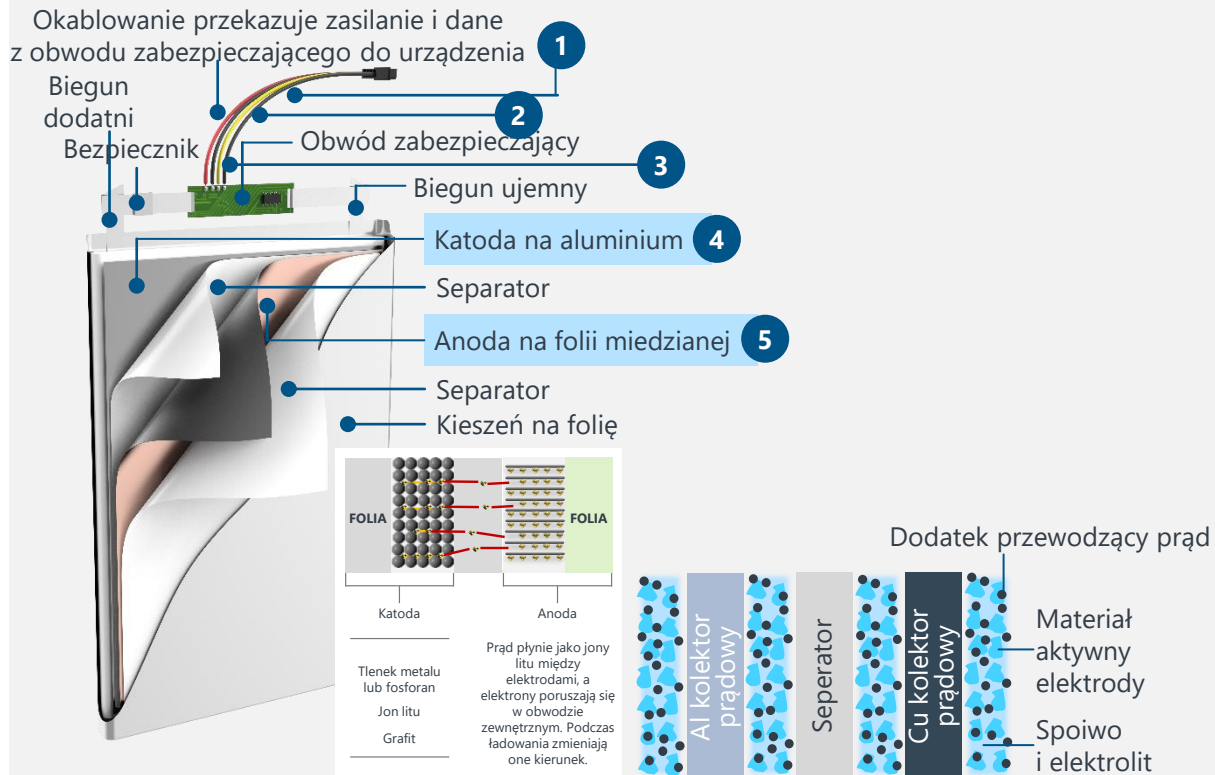 Okablowanie przekazuje zasilanie i dane
z obwodu zabezpieczającego do urządzenia
1
Biegun
dodatni
2
Bezpiecznik
Obwód zabezpieczający
3
Biegun ujemny
Katoda na aluminium
4
Separator
Anoda na folii miedzianej
5
Separator
Kieszeń na folię
FOLIA
FOLIA
Katoda
Anoda
Tlenek metalu
lub fosforan
Jon litu
Grafit
Prąd płynie jako jony
litu między
elektrodami, a
elektrony poruszają się
w obwodzie
zewnętrznym. Podczas
ładowania zmieniają
one kierunek.
Dodatek przewodzący prąd
Al kolektor
prądowy
Seperator
Cu kolektor
prądowy
Materiał
aktywny
elektrody
Spoiwo
i elektrolit